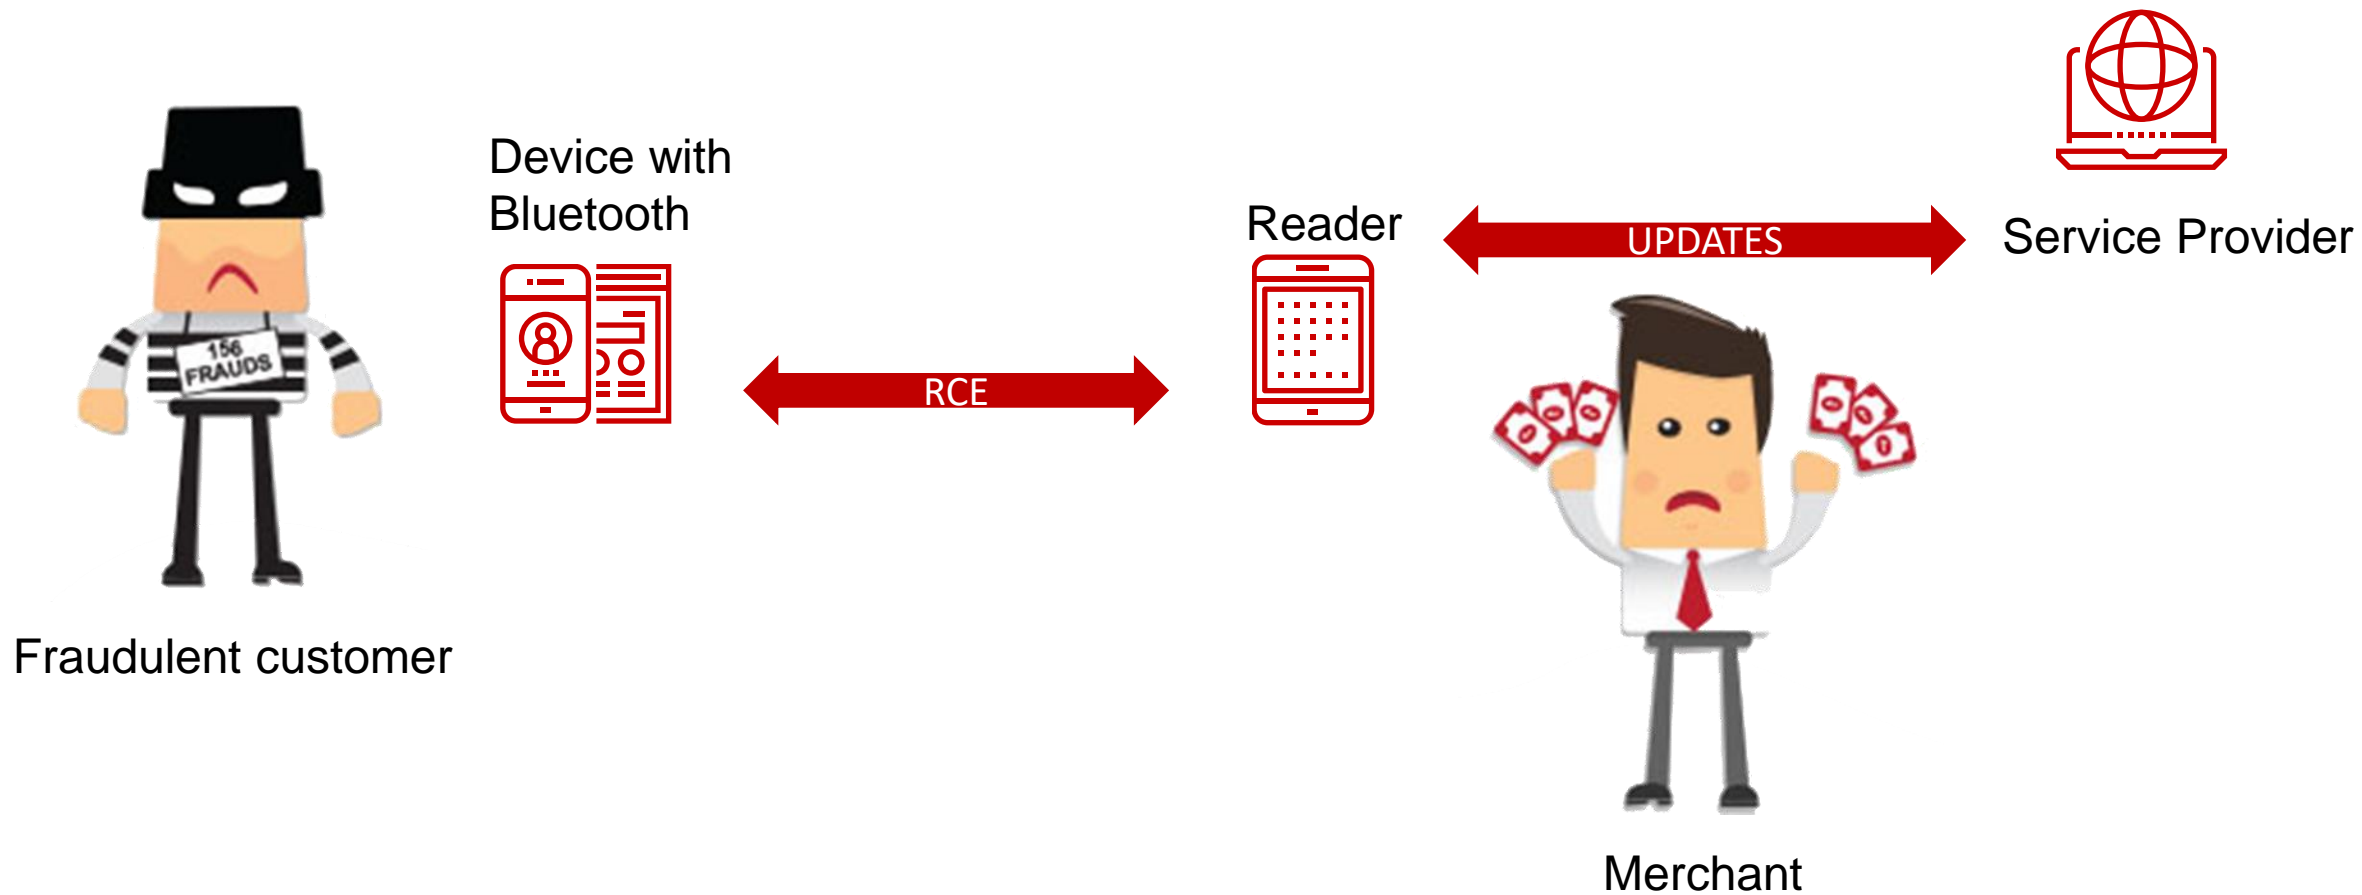 Device with
Bluetooth
156
FRAUDS
RCE
Fraudulent customer
Reader
UPDATES
Service Provider
Merchant